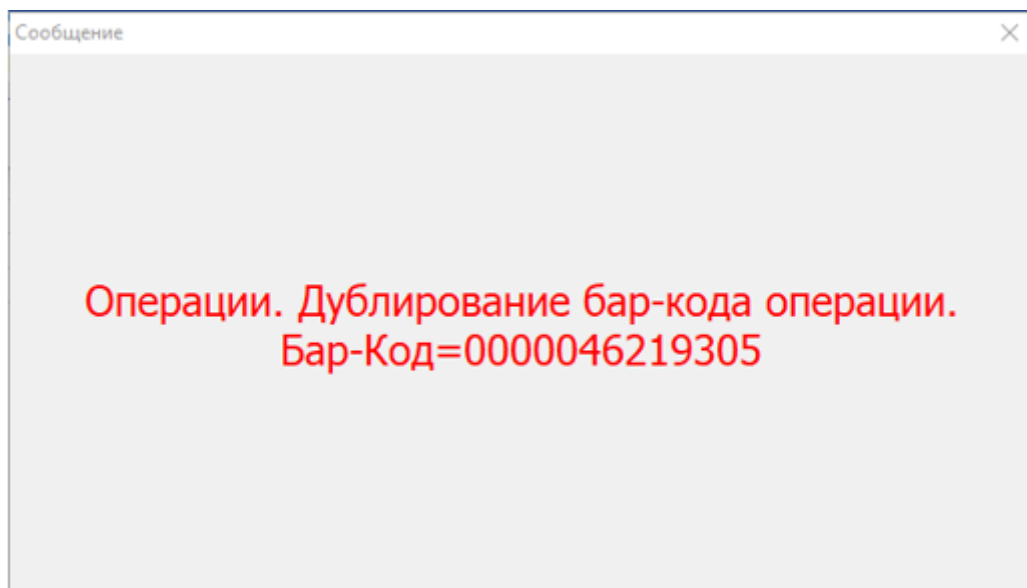 Сообщение
Операции. Дублирование бар-кода операции.
Бар-Код=0000046219305